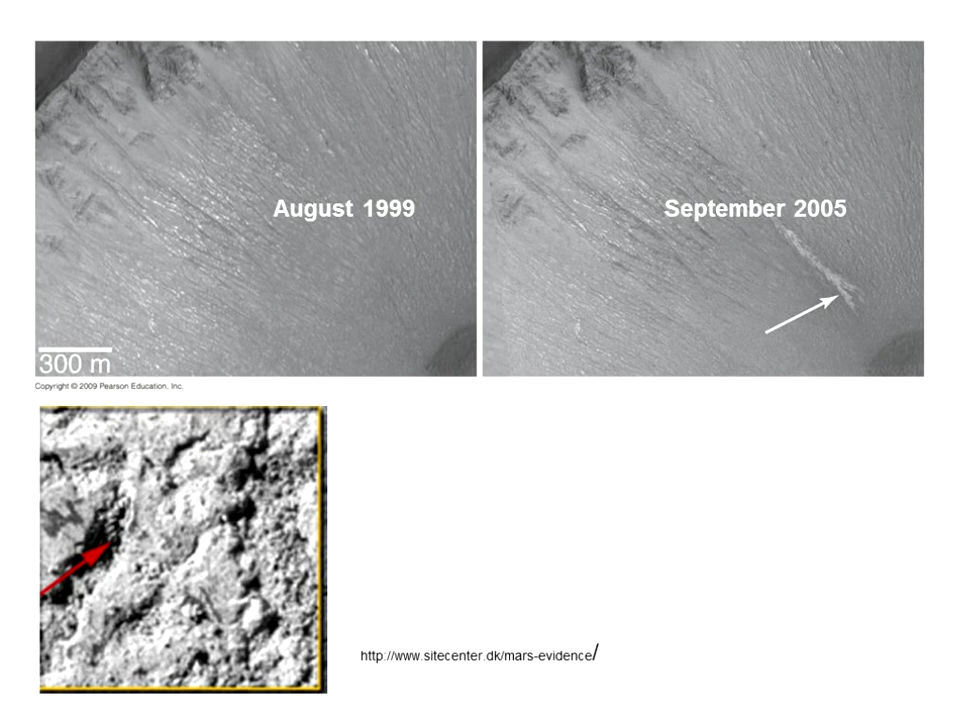 August 1999
September 2005
300 m
Copyright © 2009 Pearson Education, Inc.
http://www.sitecenter.dk/mars-evidence/